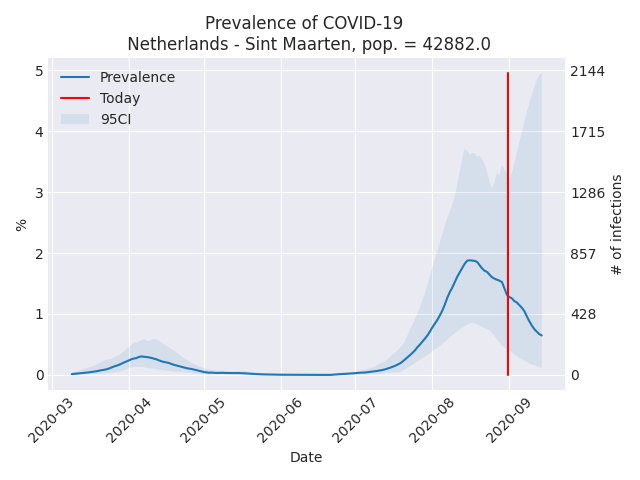 Prevalence of COVID-19
Netherlands - Sint Maarten, pop. = 42882.0
Prevalence
Today
95CI
5
4
3
2
1
0
%
2144
1715
1286
857
428
0
# of infections
2020-03
2020-04
2020-05
2020-06
2020-07
2020-08
2020-09
Date